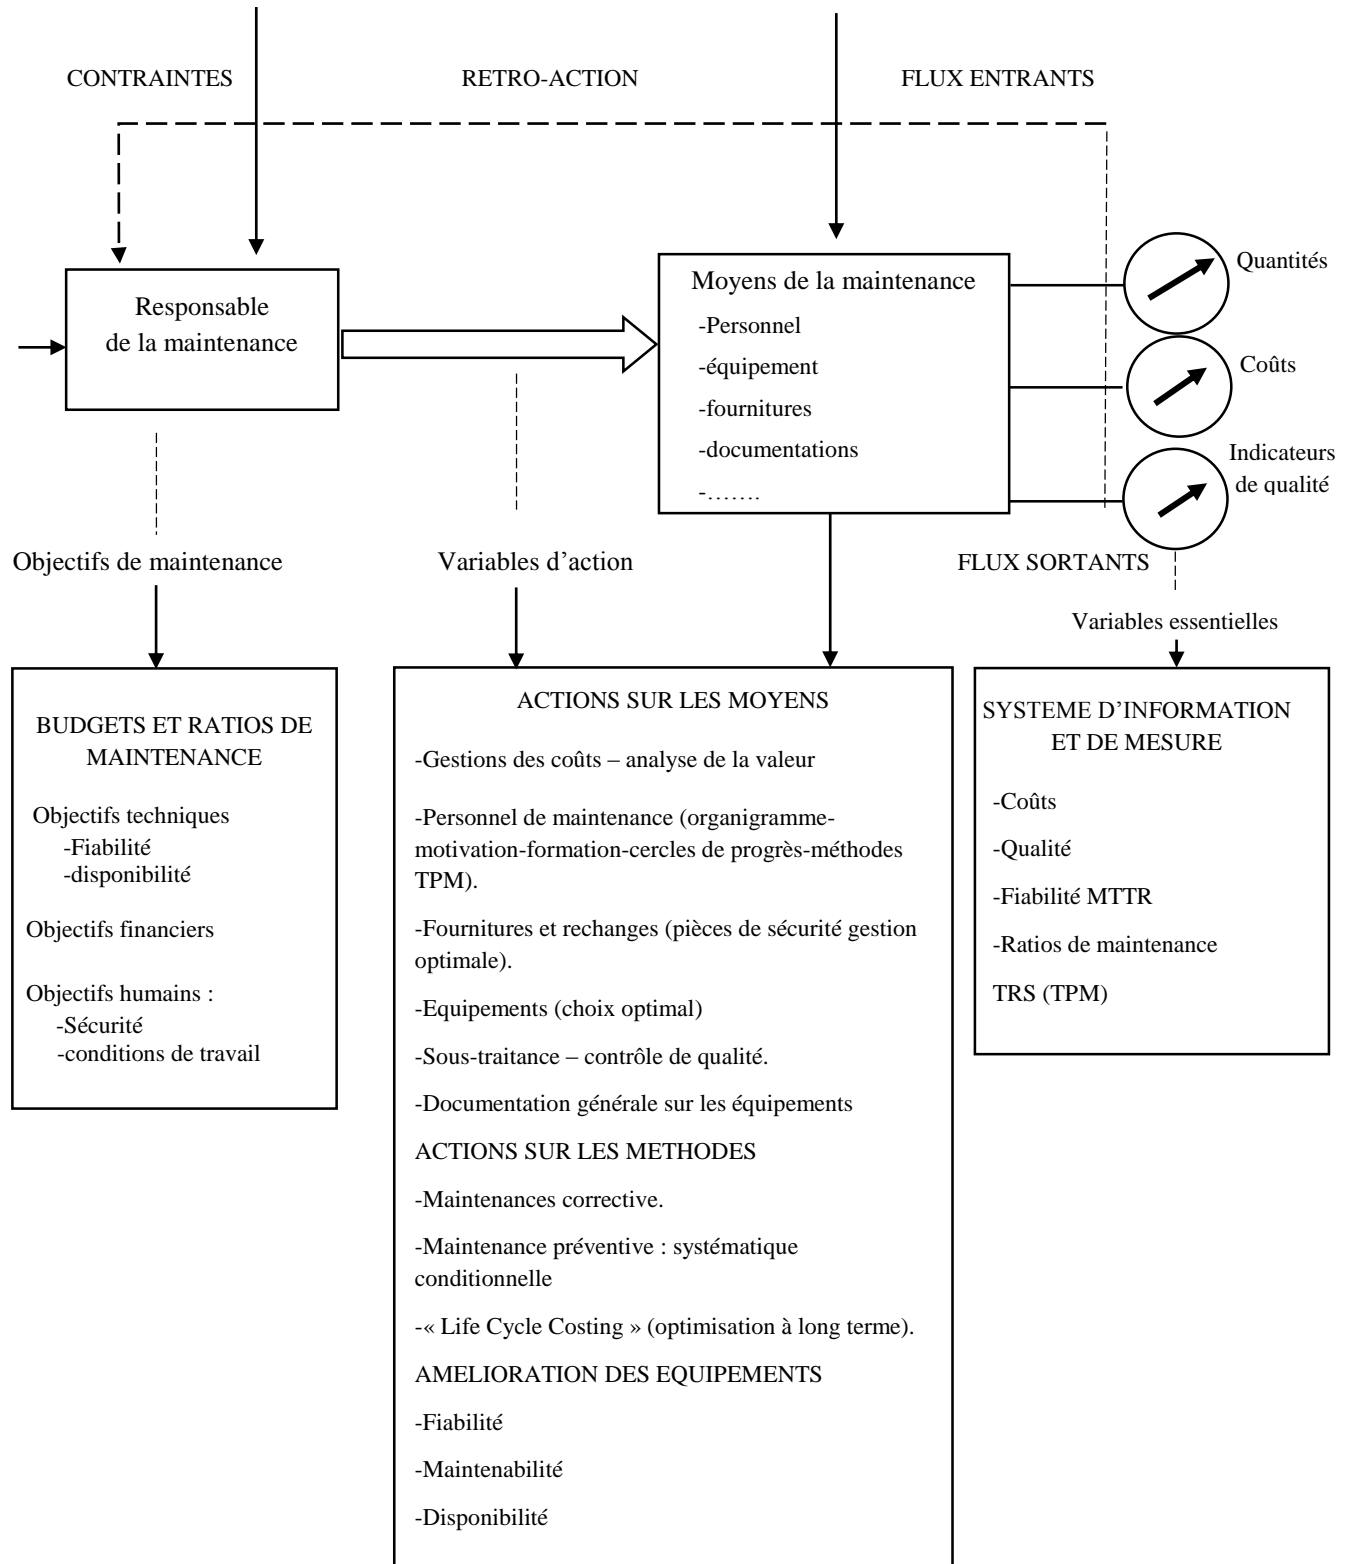 CONTRAINTES
RETRO-ACTION
FLUX ENTRANTS
Responsable
de la maintenance
Moyens de la maintenance
-Personnel
-équipement
-fournitures
-documentations
-…….
Quantités
Coûts
Indicateurs
de qualité
Objectifs de maintenance
Variables d’action
FLUX SORTANTS
Variables essentielles
BUDGETS ET RATIOS DE
MAINTENANCE
Objectifs techniques
-Fiabilité
-disponibilité
Objectifs financiers
Objectifs humains :
-Sécurité
-conditions de travail
ACTIONS SUR LES MOYENS
-Gestions des coûts – analyse de la valeur
-Personnel de maintenance (organigramme-
motivation-formation-cercles de progrès-méthodes
TPM).
-Fournitures et rechanges (pièces de sécurité gestion
optimale).
-Equipements (choix optimal)
-Sous-traitance – contrôle de qualité.
-Documentation générale sur les équipements
ACTIONS SUR LES METHODES
-Maintenances corrective.
-Maintenance préventive : systématique
conditionnelle
-« Life Cycle Costing » (optimisation à long terme).
AMELIORATION DES EQUIPEMENTS
-Fiabilité
-Maintenabilité
-Disponibilité
SYSTEME D’INFORMATION
ET DE MESURE
-Coûts
-Qualité
-Fiabilité MTTR
-Ratios de maintenance
TRS (TPM)